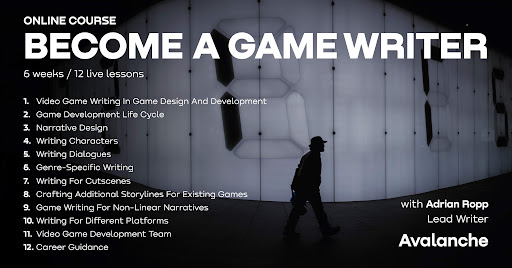 ONLINE COURSE
BECOME A GAME WRITER
6 weeks / 12 live lessons
1. Video Game Writing In Game Design And Development
2. Game Development Life Cycle
3. Narrative Design
4. Writing Characters
5. Writing Dialogues
6. Genre-Specific Writing
7. Writing For Cutscenes
8. Crafting Additional Storylines For Existing Games
9. Game Writing For Non-Linear Narratives
10. Writing For Different Platforms
11. Video Game Development Team
12. Career Guidance
with Adrian Ropp
Lead Writer
Avalanche